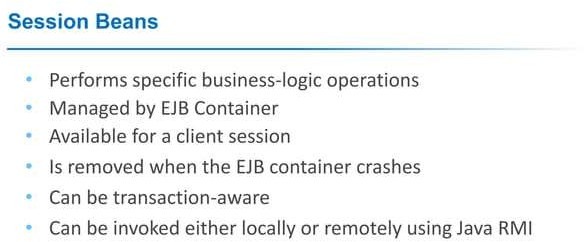 Session Beans
• Performs specific business-logic operations
• Managed by EJB Container
• Available for a client session
• Is removed when the EJB container crashes
• Can be transaction-aware
• Can be invoked either locally or remotely using Java RMI